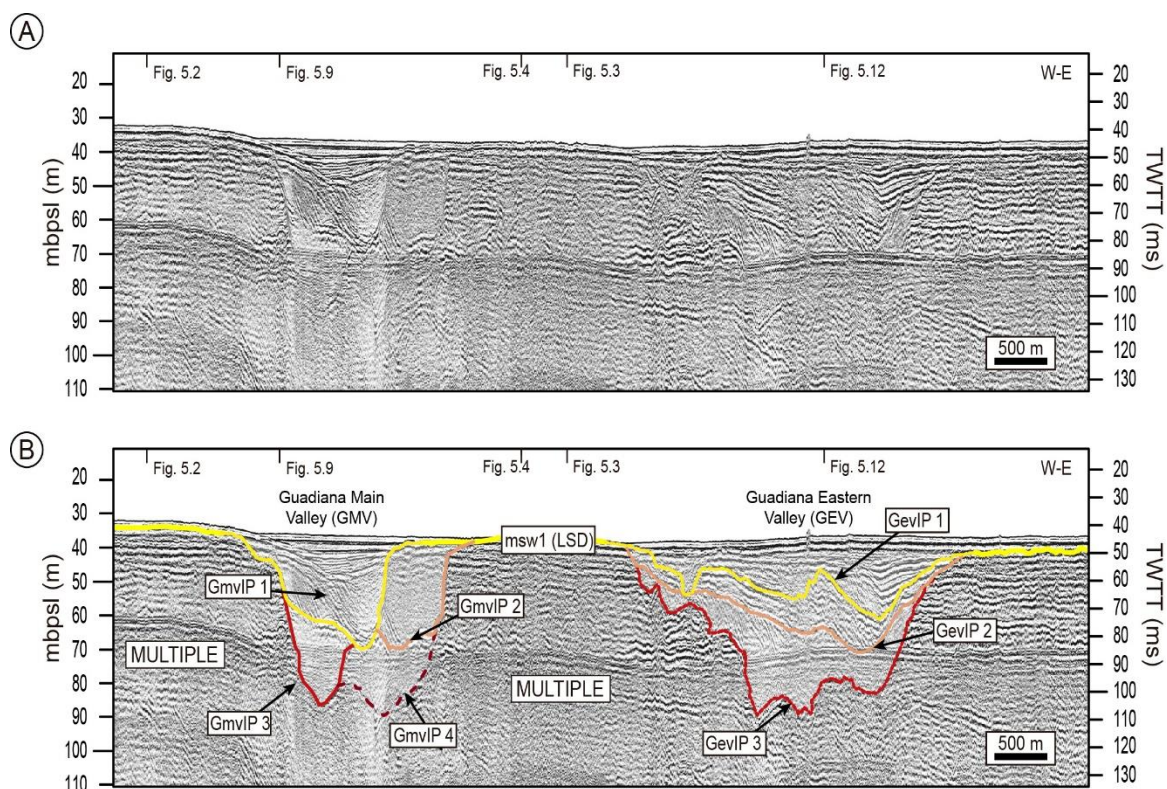 A
Fig. 5.2
Fig. 5.9
Fig. 5.4
Fig. 5.3
Fig. 5.12
W-E
20
30
40
50
60
70
80
90
100
110
mbpsl (m)
20
30
40
50
60
70
80
90
100
110
120
130
TWTT (ms)
500 m
B
Fig. 5.2
Fig. 5.9
Fig. 5.4
Fig. 5.3
Fig. 5.12
W-E
20
30
40
50
60
70
80
90
100
110
mbpsl (m)
Guadiana Main
Valley (GMV)
Guadiana Eastern
Valley (GEV)
GevIP 1
msw1 (LSD)
GmvIP 1
GmvIP 2
GevIP 2
MULTIPLE
MULTIPLE
GmvIP 3
GmvIP 4
GevIP 3
20
30
40
50
60
70
80
90
100
110
120
130
TWTT (ms)
500 m